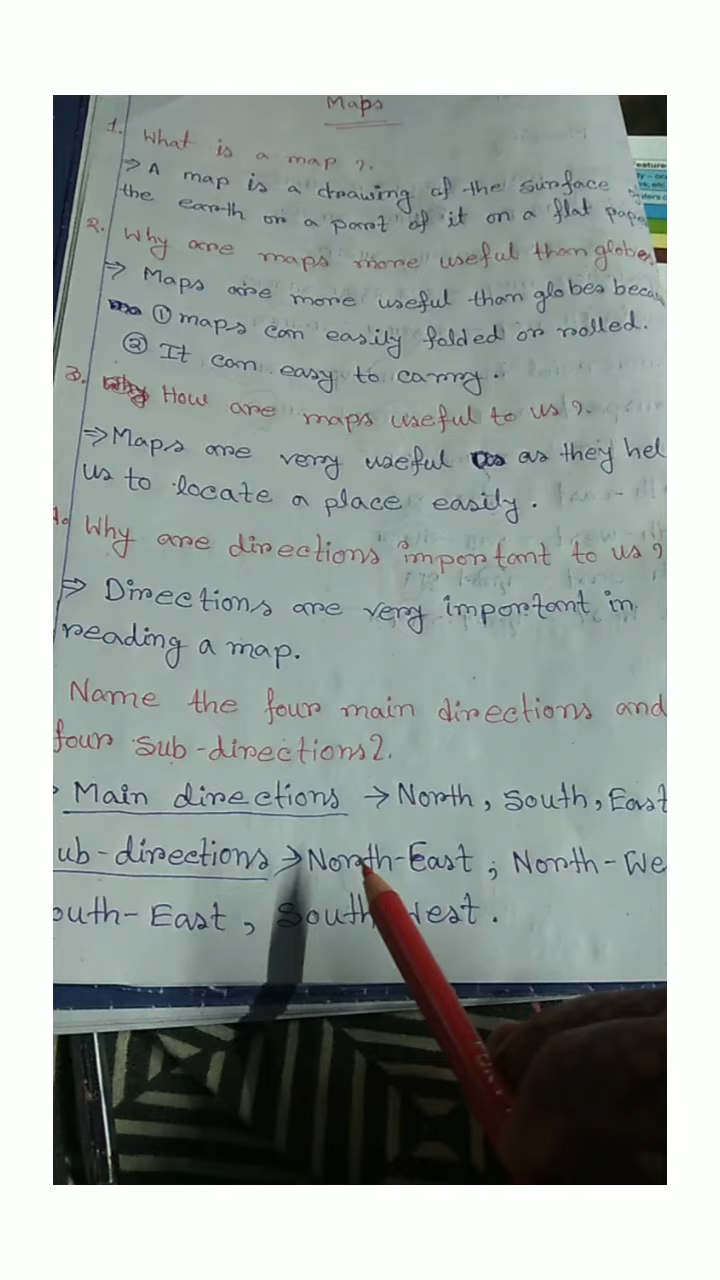 Maps
1. What is a map ?.
⇒ A map is a drawing of the surface
the earth or a part of it on a flat pape
2. Why are maps more useful than globe
⇒ Maps are more useful than globes becau
① maps can easily folded or rolled.
② It can easy to carry.
3. How are maps useful to us ?.
⇒ Maps are very useful as they hel
us to locate a place easily.
Why are directions important to us ?
⇒ Directions are very important in
reading a map.
Name the four main directions and
four sub-directions?.
Main directions → North, South, East
ub-directions → North-East, North-We
outh-East, South West.